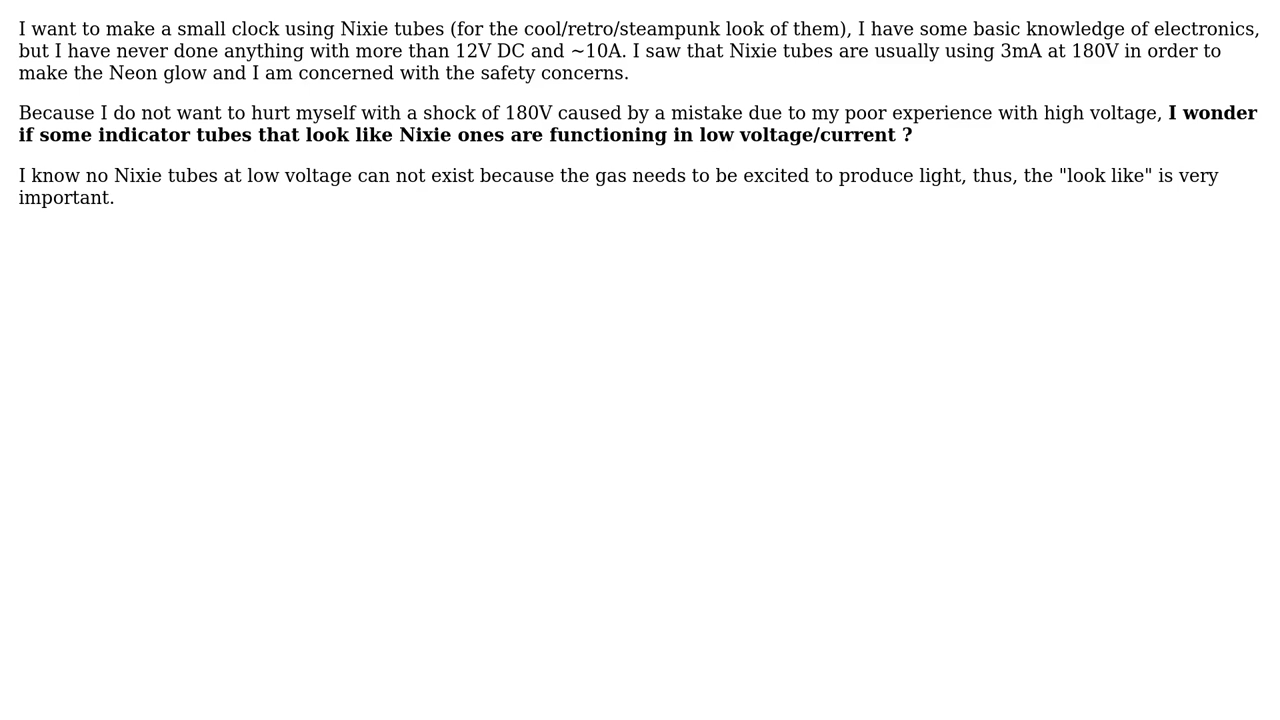 I want to make a small clock using Nixie tubes (for the cool/retro/steampunk look of them), I have some basic knowledge of electronics,
but I have never done anything with more than 12V DC and ~10A. I saw that Nixie tubes are usually using 3mA at 180V in order to
make the Neon glow and I am concerned with the safety concerns.
Because I do not want to hurt myself with a shock of 180V caused by a mistake due to my poor experience with high voltage, I wonder
if some indicator tubes that look like Nixie ones are functioning in low voltage/current ?
I know no Nixie tubes at low voltage can not exist because the gas needs to be excited to produce light, thus, the "look like" is very
important.